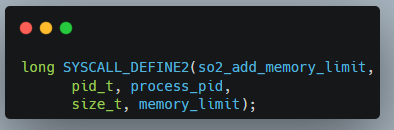 long SYSCALL_DEFINE2(so2_add_memory_limit,
pid_t, process_pid,
size_t, memory_limit);